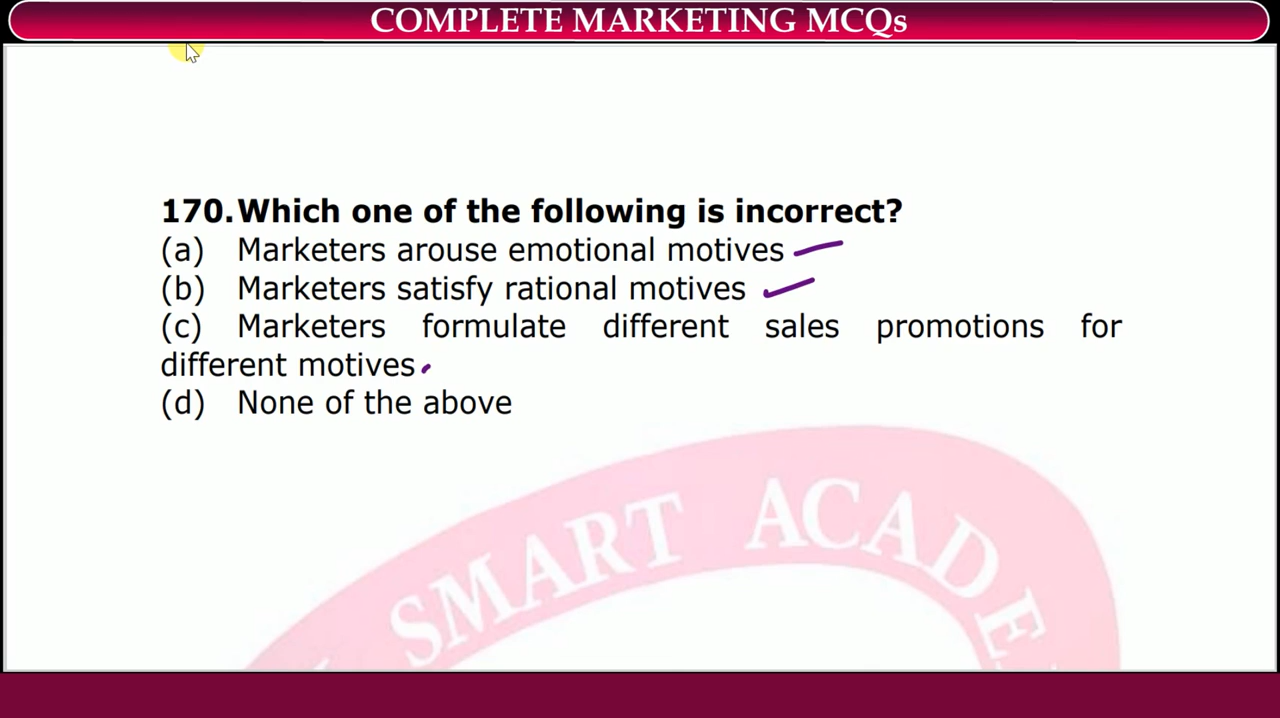 COMPLETE MARKETING MCQs
170. Which one of the following is incorrect?
(a) Marketers arouse emotional motives
(b) Marketers satisfy rational motives
(c) Marketers formulate different sales promotions for
different motives
(d) None of the above
SMART ACADE